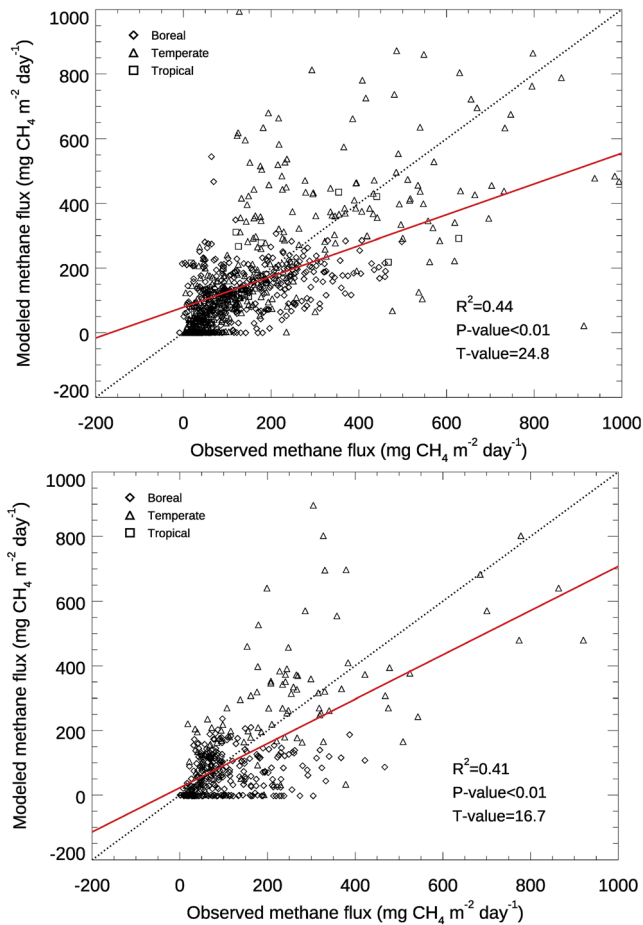 1000
800
600
400
200
0
-200
Modeled methane flux (mg CH₄ m⁻² day⁻¹)
Boreal
Temperate
Tropical
R²=0.44
P-value<0.01
T-value=24.8
-200 0 200 400 600 800 1000
Observed methane flux (mg CH₄ m⁻² day⁻¹)
1000
800
600
400
200
0
-200
Modeled methane flux (mg CH₄ m⁻² day⁻¹)
Boreal
Temperate
Tropical
R²=0.41
P-value<0.01
T-value=16.7
-200 0 200 400 600 800 1000
Observed methane flux (mg CH₄ m⁻² day⁻¹)